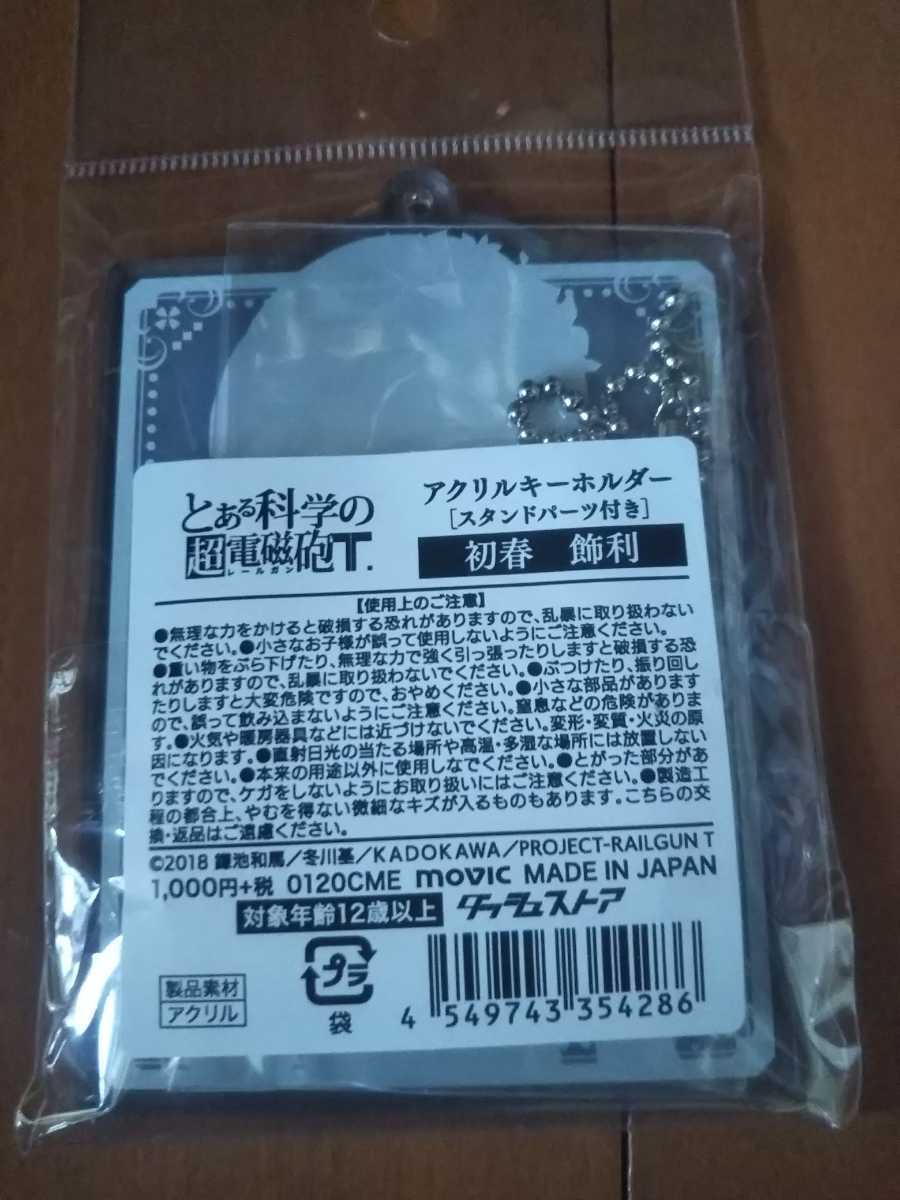 とある科学の
超電磁砲T.
レールガン
アクリルキーホルダー
[スタンドパーツ付き]
初春 飾利
【使用上のご注意】
●無理な力をかけると破損する恐れがありますので、乱暴に取り扱わない
でください。●小さなお子様が誤って使用しないようにご注意ください。
●重い物をぶら下げたり、無理な力で強く引っ張ったりしますと破損する恐
れがありますので、乱暴に取り扱わないでください。●ぶつけたり、振り回し
たりしますと大変危険ですので、おやめください。●小さな部品があります
ので、誤って飲み込まないようにご注意ください。窒息などの危険がありま
す。●火気や暖房器具などには近づけないでください。変形・変質・火災の原
因になります。●直射日光の当たる場所や高温・多湿な場所には放置しない
でください。●本来の用途以外に使用しなでください。●とがった部分があ
りますので、ケガをしないようにお取り扱いにはご注意ください。●製造工
程の都合上、やむを得ない微細なキズが入るものもあります。こちらの交
換・返品はご遠慮ください。
©2018 鎌池和馬/冬川基/KADOKAWA/PROJECT-RAILGUN T
1,000円+税 0120CME movic MADE IN JAPAN
対象年齢12歳以上 ダッシュストア
製品素材
アクリル
プラ
袋
4 549743 354286